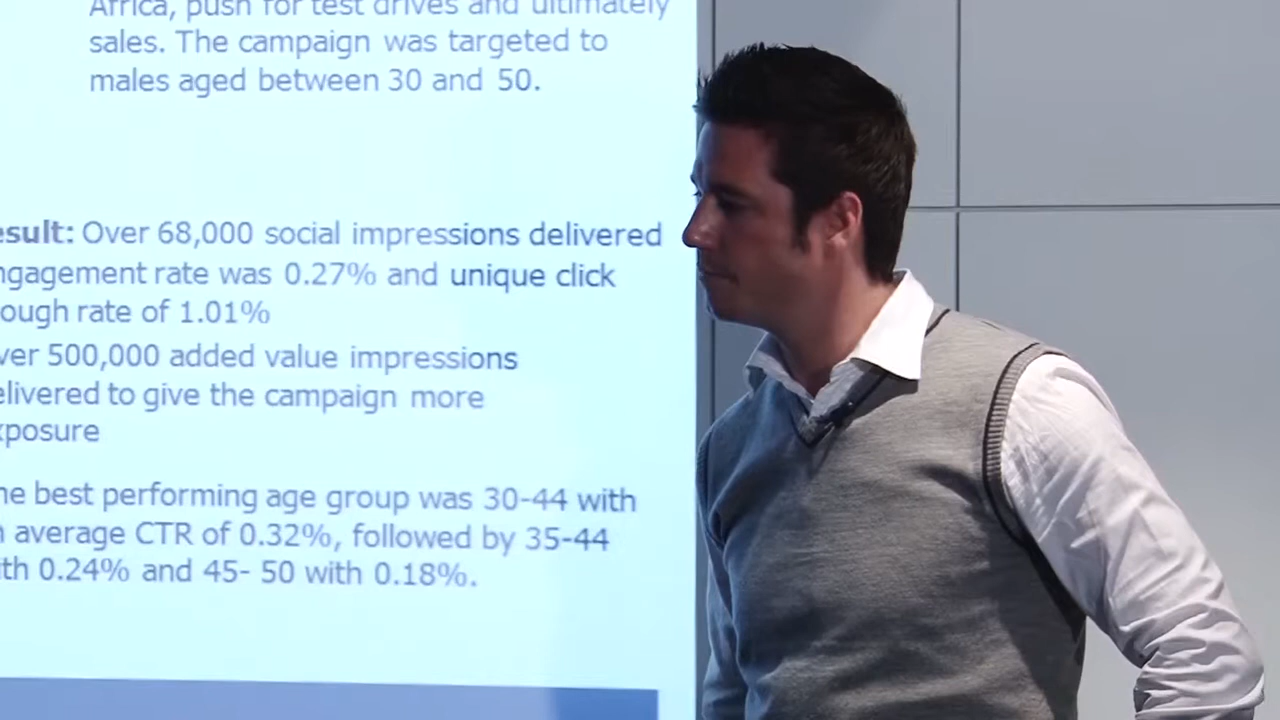 Africa, push for test drives and ultimately
sales. The campaign was targeted to
males aged between 30 and 50.
esult: Over 68,000 social impressions delivered
ngagement rate was 0.27% and unique click
ough rate of 1.01%
ver 500,000 added value impressions
elivered to give the campaign more
xposure
he best performing age group was 30-44 with
n average CTR of 0.32%, followed by 35-44
ith 0.24% and 45- 50 with 0.18%.